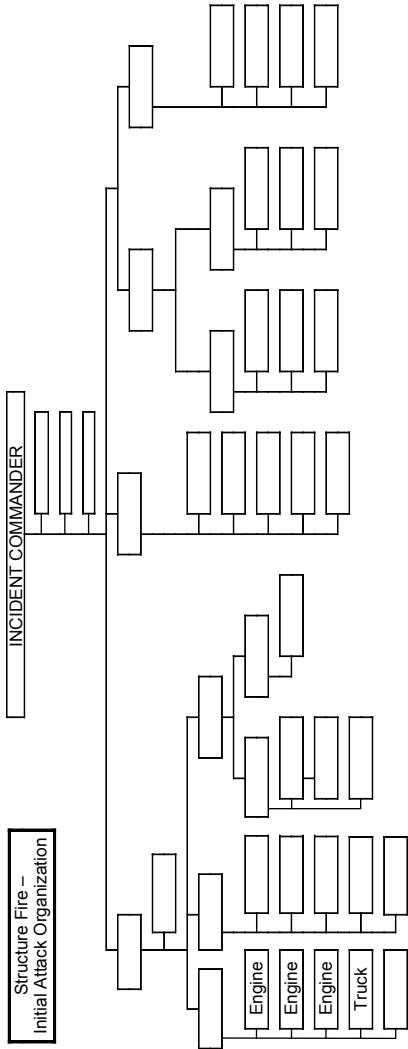 Structure Fire –
Initial Attack Organization
INCIDENT COMMANDER
Engine
Engine
Engine
Truck